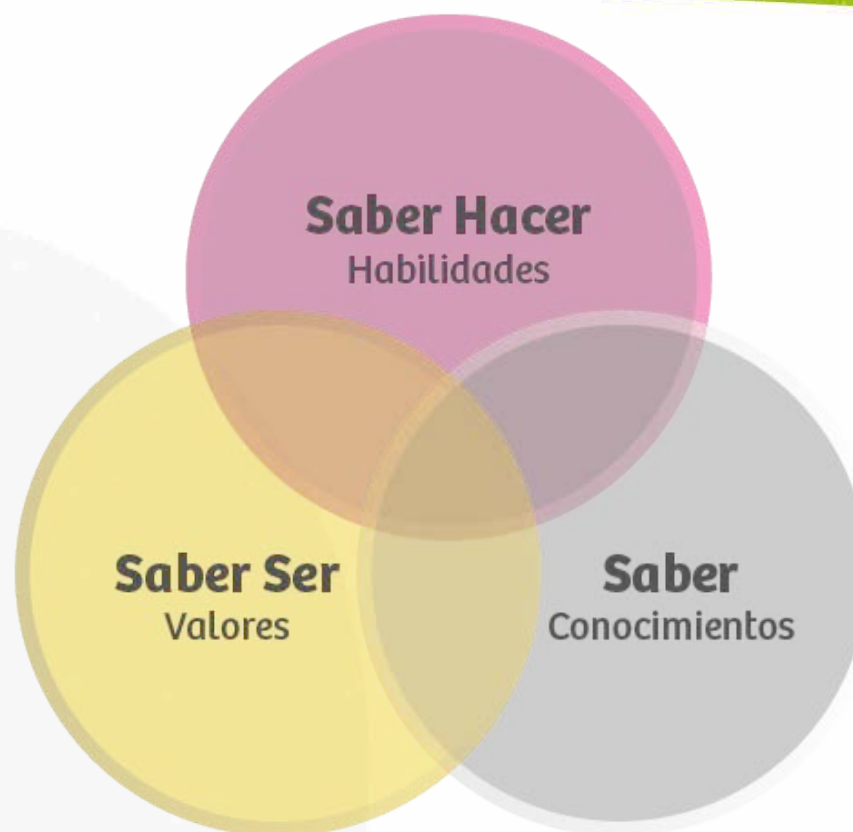 Saber Hacer
Habilidades
Saber Ser
Valores
Saber
Conocimientos